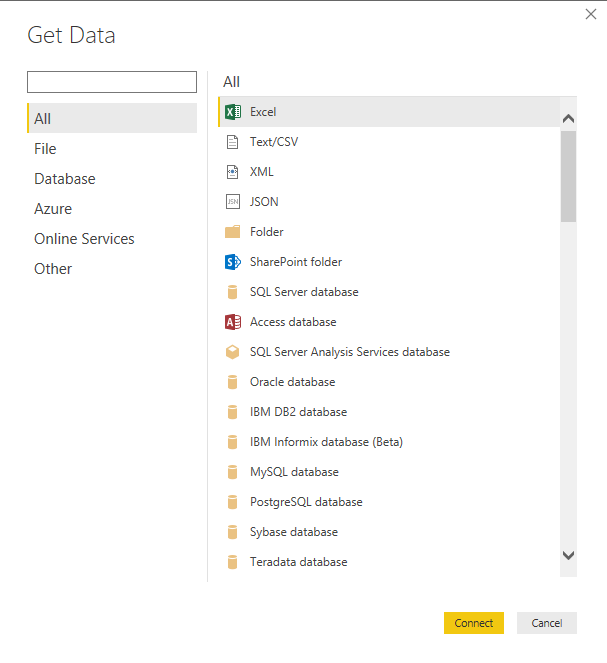 Get Data
All
File
Database
Azure
Online Services
Other
All
Excel
Text/CSV
XML
JSON
Folder
SharePoint folder
SQL Server database
Access database
SQL Server Analysis Services database
Oracle database
IBM DB2 database
IBM Informix database (Beta)
MySQL database
PostgreSQL database
Sybase database
Teradata database
Connect Cancel